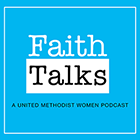 Faith
Talks
A UNITED METHODIST WOMEN PODCAST